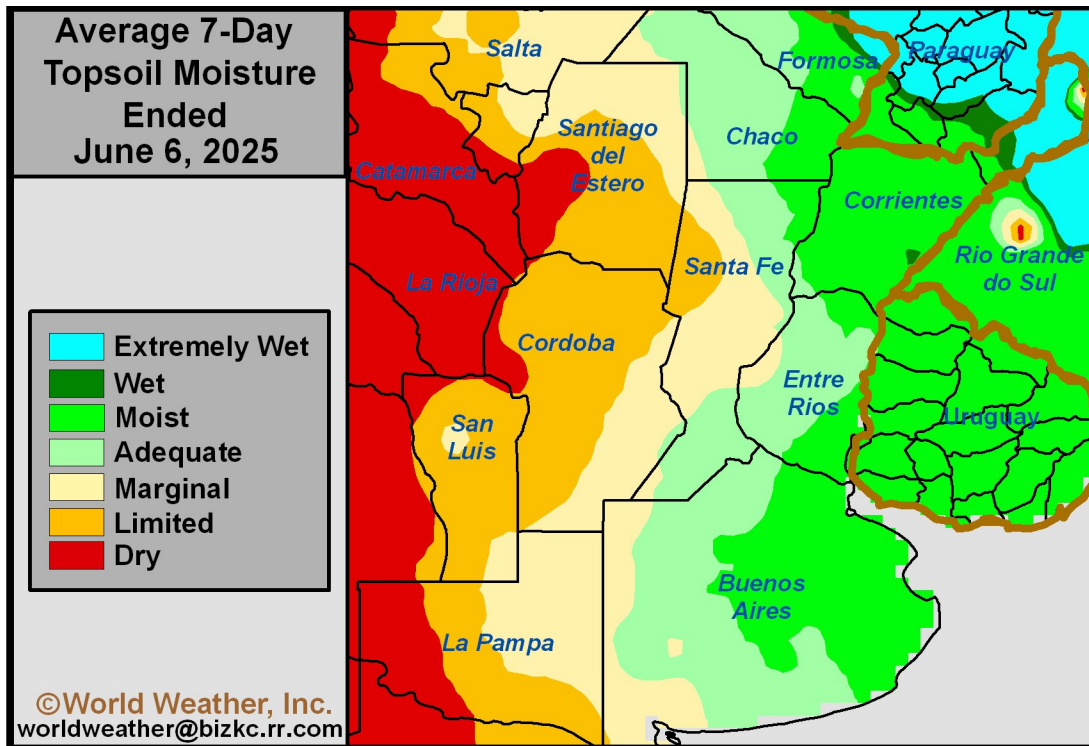 Average 7-Day
Topsoil Moisture
Ended
June 6, 2025
Extremely Wet
Wet
Moist
Adequate
Marginal
Limited
Dry
©World Weather, Inc.
worldweather@bizkc.rr.com
Salta
Formosa
Paraguay
Santiago
del
Estero
Chaco
Catamarca
Corrientes
La Rioja
Santa Fe
Rio Grande
do Sul
Cordoba
Entre
Rios
San
Luis
Uruguay
Buenos
Aires
La Pampa